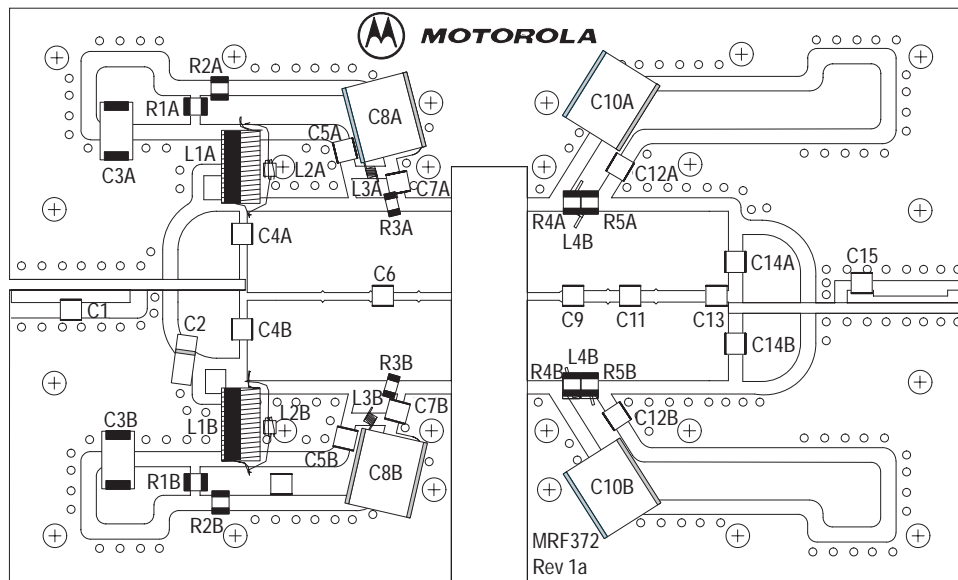 MOTOROLA
R2A
R1A
C8A
C10A
C5A
L1A
L2A
C3A
L3A
C7A
C12A
R3A
R4A
R5A
L4B
C4A
C14A
C6
C15
C1
C9
C11
C13
C2
C4B
C14B
R3B
L4B
R4B
R5B
L3B
C7B
C12B
L2B
L1B
C3B
C5B
C8B
R1B
C10B
R2B
MRF372
Rev 1a